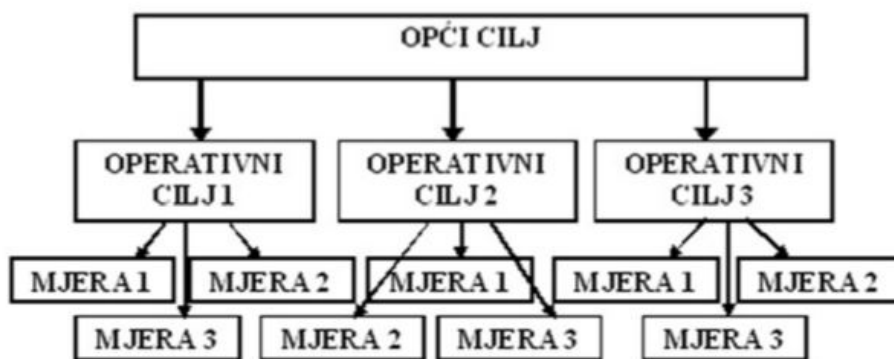 OPĆI CILJ
OPERATIVNI
CILJ 1
OPERATIVNI
CILJ 2
OPERATIVNI
CILJ 3
MJERA 1
MJERA 2
MJERA 1
MJERA 1
MJERA 2
MJERA 3
MJERA 2
MJERA 3
MJERA 3